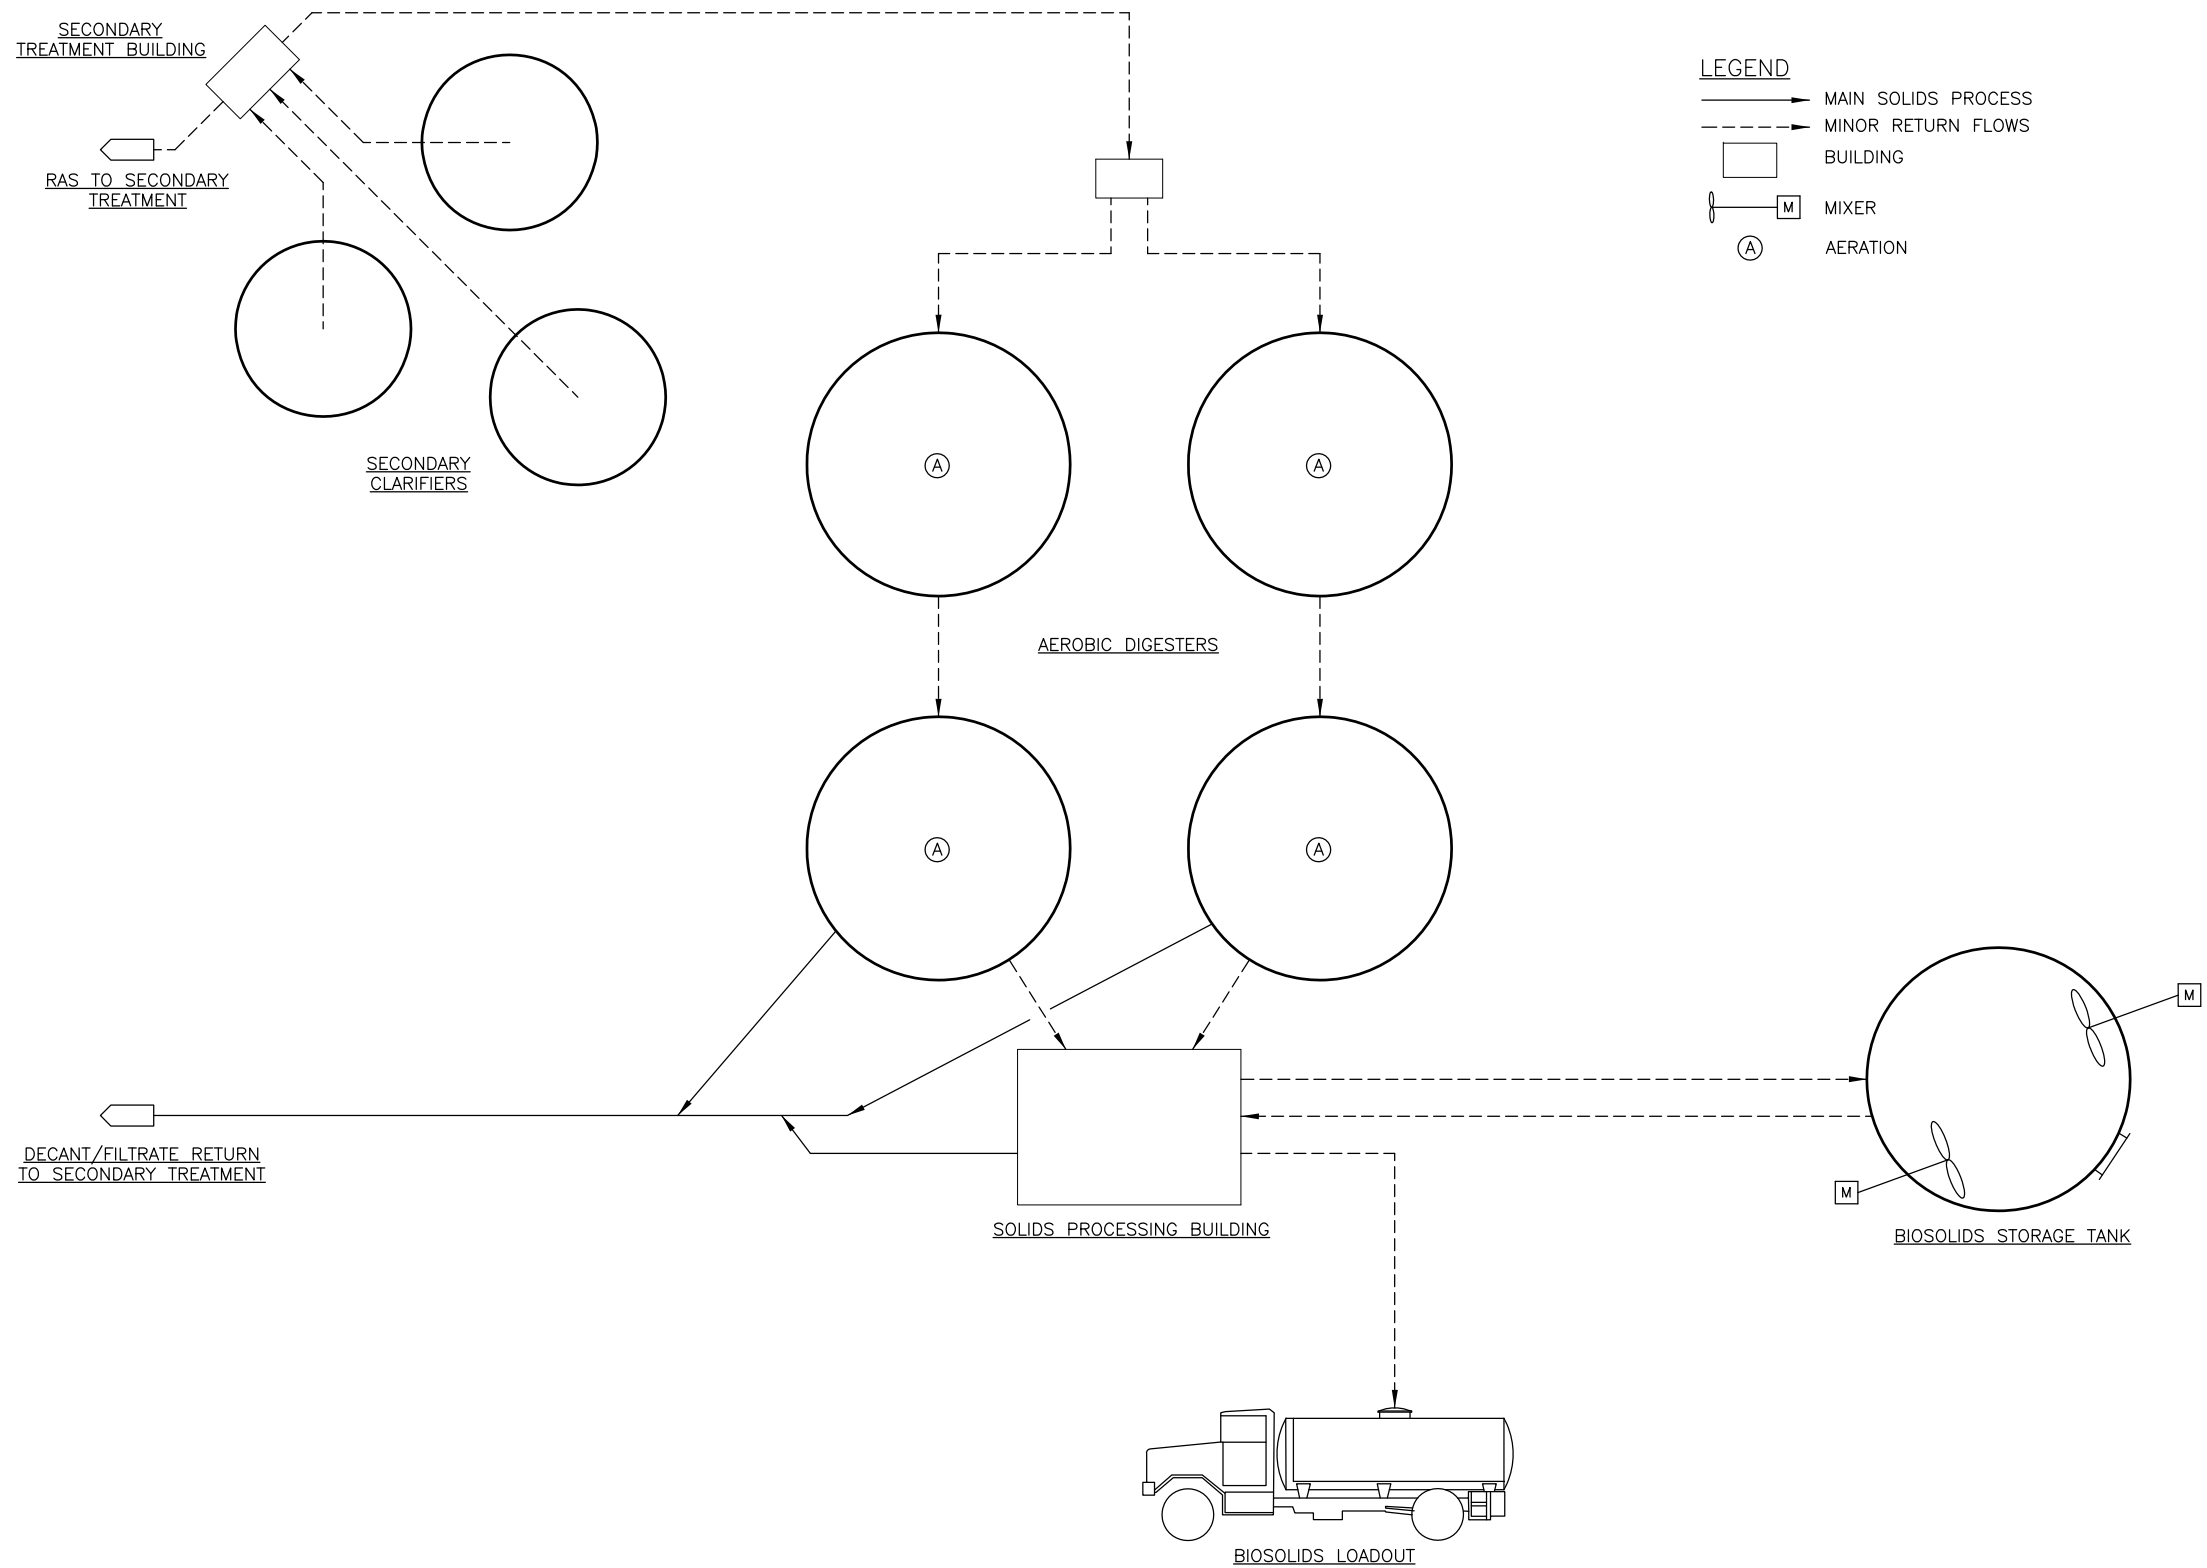 SECONDARY
TREATMENT BUILDING
RAS TO SECONDARY
TREATMENT
SECONDARY
CLARIFIERS
LEGEND
MAIN SOLIDS PROCESS
MINOR RETURN FLOWS
BUILDING
M MIXER
A AERATION
A
A
AEROBIC DIGESTERS
A
A
M
M
DECANT/FILTRATE RETURN
TO SECONDARY TREATMENT
SOLIDS PROCESSING BUILDING
BIOSOLIDS STORAGE TANK
BIOSOLIDS LOADOUT